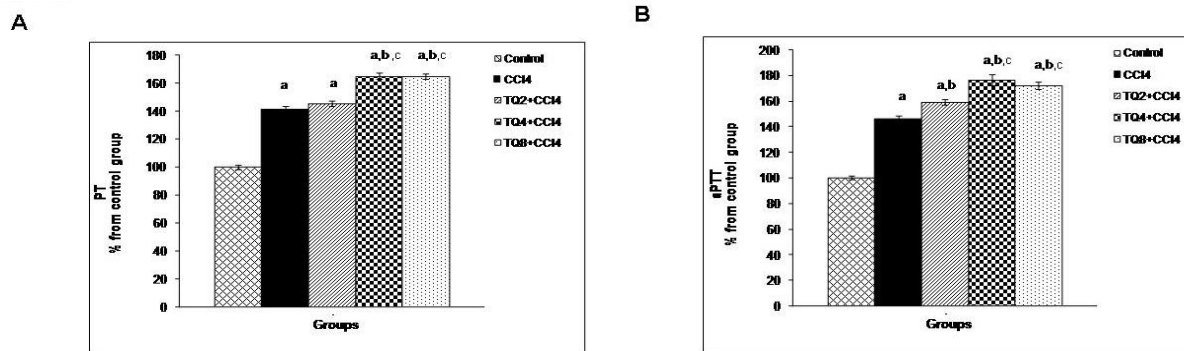 A
PT
% from control group
180
160
140
120
100
80
60
40
20
0
a
a
a,b,c
a,b,c
Groups
Control
CCl4
TQ2+CCl4
TQ4+CCl4
TQ8+CCl4
B
aPTT
% from control group
200
180
160
140
120
100
80
60
40
20
0
a
a,b
a,b,c
a,b,c
Groups
Control
CCl4
TQ2+CCl4
TQ4+CCl4
TQ8+CCl4